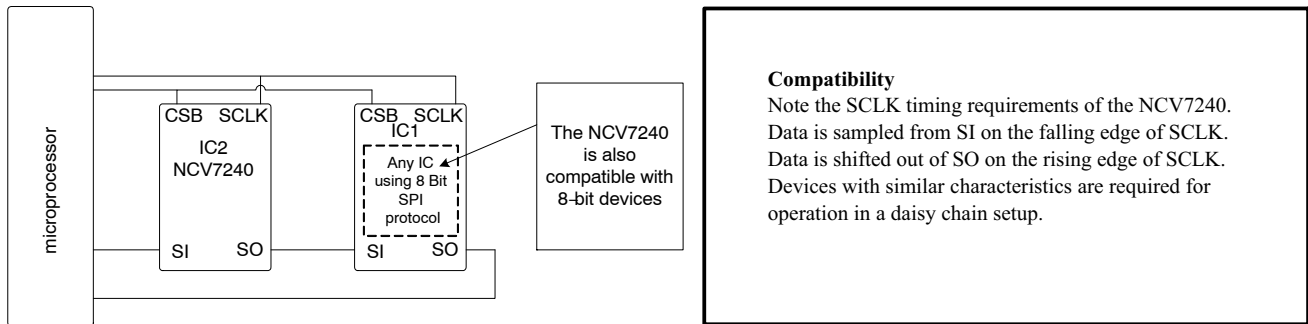 microprocessor
CSB SCLK
IC2
NCV7240
SI SO
CSB SCLK
IC1
Any IC
using 8 Bit
SPI
protocol
SI SO
The NCV7240
is also
compatible with
8-bit devices
Compatibility
Note the SCLK timing requirements of the NCV7240.
Data is sampled from SI on the falling edge of SCLK.
Data is shifted out of SO on the rising edge of SCLK.
Devices with similar characteristics are required for
operation in a daisy chain setup.